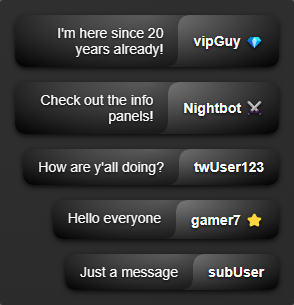 I'm here since 20
years already!
vipGuy 💎
Check out the info
panels!
Nightbot ⚔
How are y'all doing?
twUser123
Hello everyone
gamer7 ⭐
Just a message
subUser